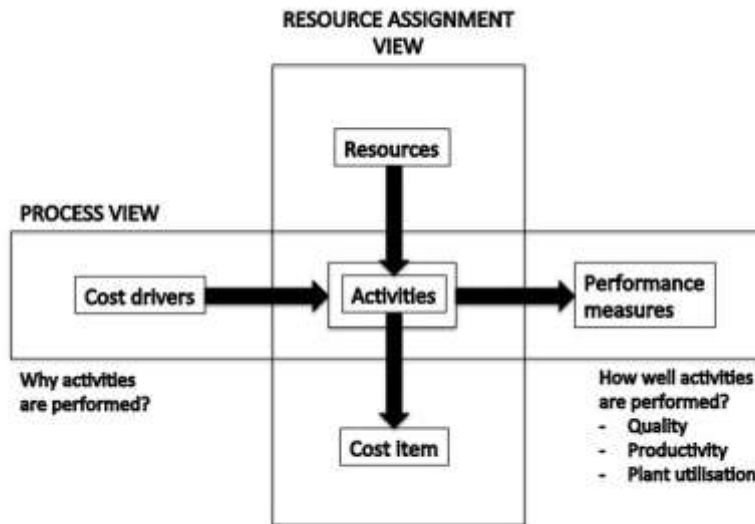 RESOURCE ASSIGNMENT
VIEW
Resources
PROCESS VIEW
Cost drivers
Activities
Performance
measures
Why activities
are performed?
How well activities
are performed?
- Quality
- Productivity
- Plant utilisation
Cost item